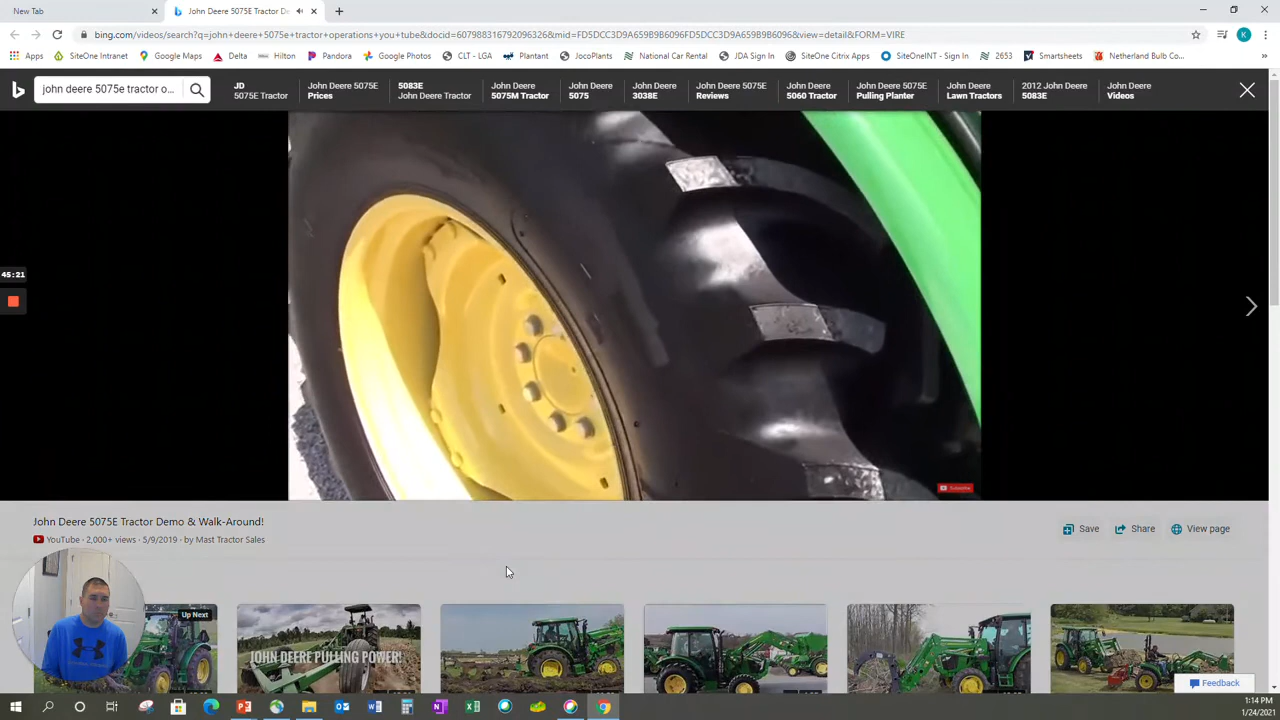 New Tab
John Deere 5075E Tractor De
bing.com/videos/search?q=john+deere+5075e+tractor+operations+you+tube&docid=607988316792096326&mid=FD5DCC3D9A659B9B6096FD5DCC3D9A659B9B6096&view=detail&FORM=VIRE
K
Apps
SiteOne Intranet
Google Maps
Delta
Hilton
Pandora
Google Photos
CLT - LGA
Plantant
JocoPlants
National Car Rental
JDA Sign In
SiteOne Citrix Apps
SiteOneINT - Sign In
2653
Smartsheets
Netherland Bulb Co...
john deere 5075e tractor o...
JD
5075E Tractor
John Deere 5075E
Prices
5083E
John Deere Tractor
John Deere
5075M Tractor
John Deere
5075
John Deere
3038E
John Deere 5075E
Reviews
John Deere
5060 Tractor
John Deere 5075E
Pulling Planter
John Deere
Lawn Tractors
2012 John Deere
5083E
John Deere
Videos
45:21
Subscribe
John Deere 5075E Tractor Demo & Walk-Around!
YouTube · 2,000+ views · 5/9/2019 · by Mast Tractor Sales
Save
Share
View page
Up Next
JOHN DEERE PULLING POWER!
Feedback
1:14 PM
1/24/2021